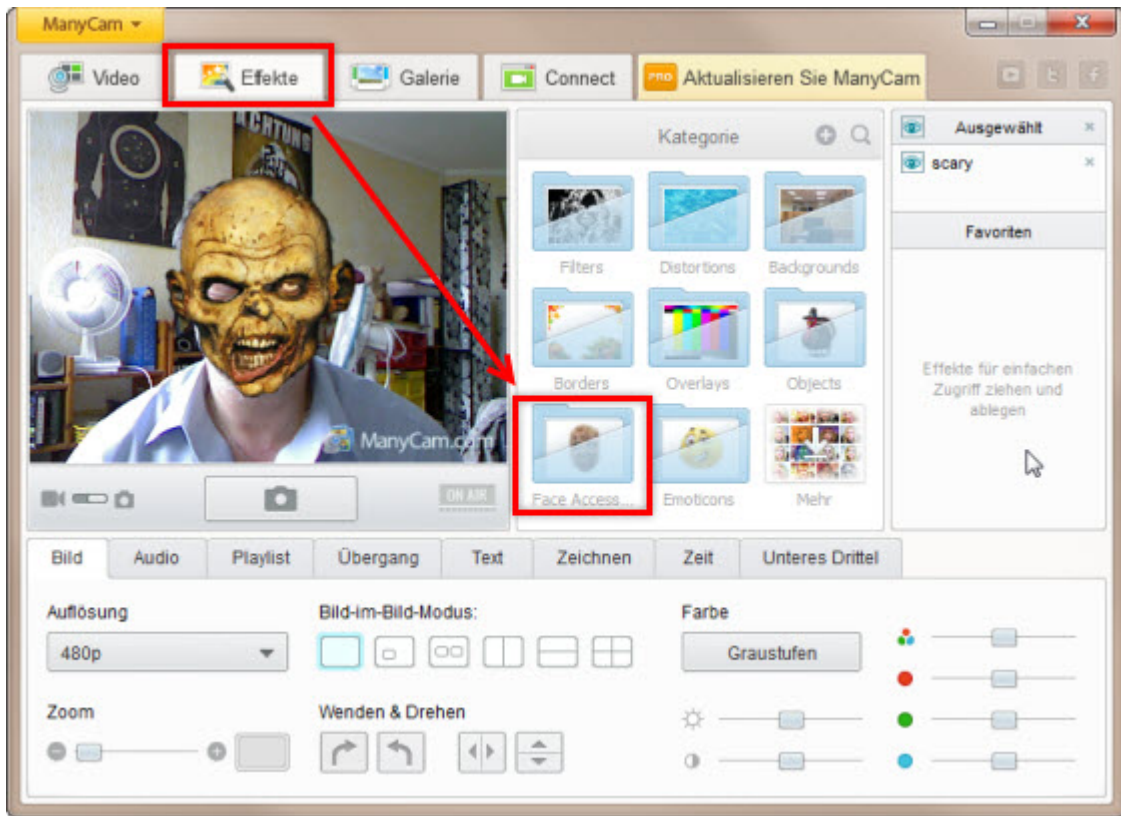 ManyCam
Video
Effekte
Galerie
Connect
PRO
Aktualisieren Sie ManyCam
ACHTUNG
ManyCam.com
ON AIR
Kategorie
Filters
Distortions
Backgrounds
Borders
Overlays
Objects
Face Access...
Emoticons
Mehr
Ausgewählt
scary
Favoriten
Effekte für einfachen
Zugriff ziehen und
ablegen
Bild
Audio
Playlist
Übergang
Text
Zeichnen
Zeit
Unteres Drittel
Auflösung
480p
Bild-im-Bild-Modus:
Farbe
Graustufen
Zoom
Wenden & Drehen